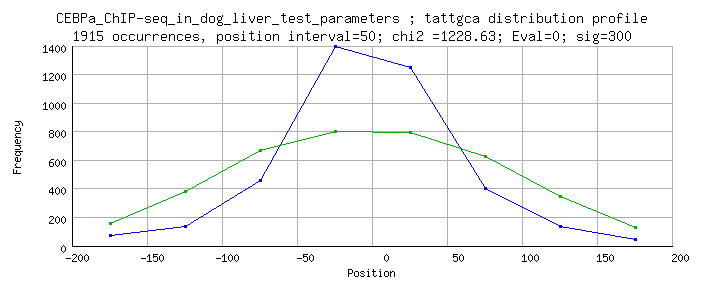 CEBPa_ChIP-seq_in_dog_liver_test_parameters ; tattgca distribution profile
1915 occurrences, position interval=50; chi2 =1228.63; Eval=0; sig=300
1400
1200
1000
800
600
400
200
0
Frequency
-200 -150 -100 -50 0 50 100 150 200
Position